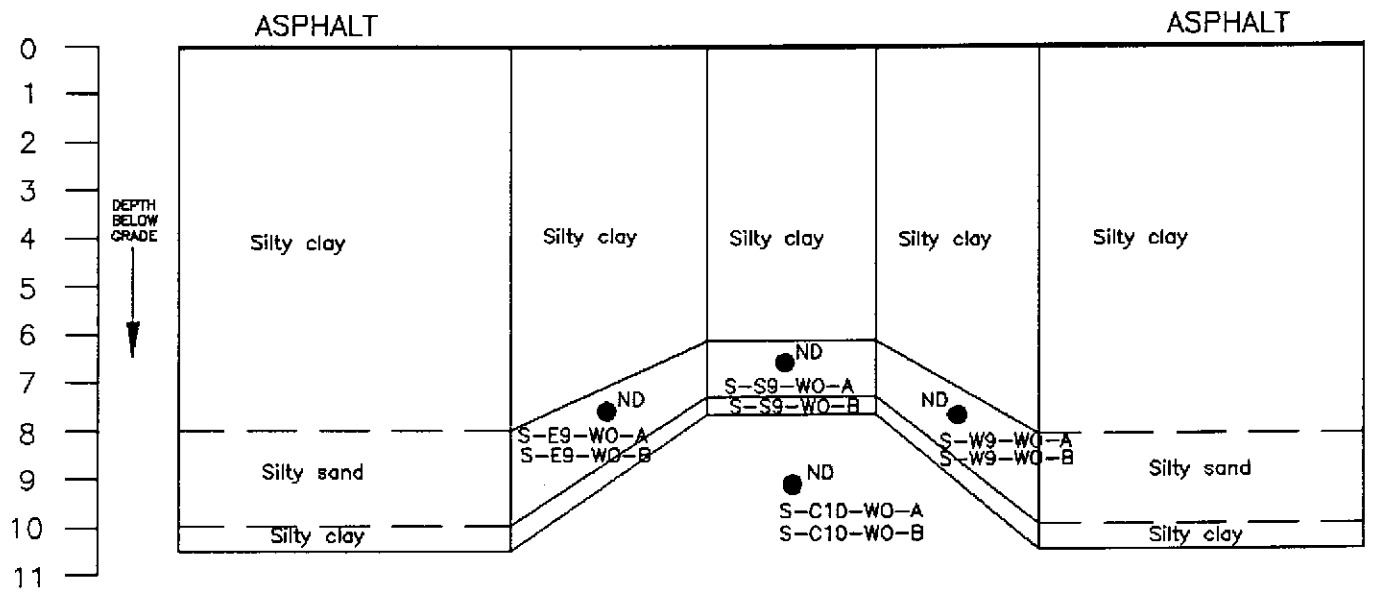 ASPHALT
ASPHALT
0
1
2
3
4
5
6
7
8
9
10
11
DEPTH
BELOW
GRADE
Silty clay
Silty clay
Silty clay
Silty clay
Silty clay
ND
S-S9-WO-A
S-S9-WO-B
ND
S-E9-WO-A
S-E9-WO-B
ND
S-W9-WO-A
S-W9-WO-B
Silty sand
Silty sand
ND
S-C10-WO-A
S-C10-WO-B
Silty clay
Silty clay